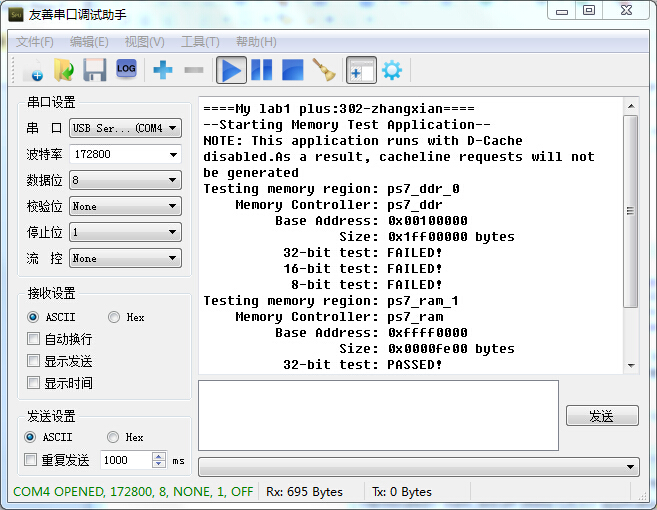 友善串口调试助手
文件(F) 编辑(E) 视图(V) 工具(T) 帮助(H)
LOG
串口设置
串 口 USB Ser... (COM4
波特率 172800
数据位 8
校验位 None
停止位 1
流 控 None
接收设置
ASCII Hex
自动换行
显示发送
显示时间
发送设置
ASCII Hex
重复发送 1000 ms
====My lab1 plus:302-zhangxian====
--Starting Memory Test Application--
NOTE: This application runs with D-Cache
disabled.As a result, cacheline requests will not
be generated
Testing memory region: ps7_ddr_0
Memory Controller: ps7_ddr
Base Address: 0x00100000
Size: 0x1ff00000 bytes
32-bit test: FAILED!
16-bit test: FAILED!
8-bit test: FAILED!
Testing memory region: ps7_ram_1
Memory Controller: ps7_ram
Base Address: 0xffff0000
Size: 0x0000fe00 bytes
32-bit test: PASSED!
发送
COM4 OPENED, 172800, 8, NONE, 1, OFF Rx: 695 Bytes Tx: 0 Bytes